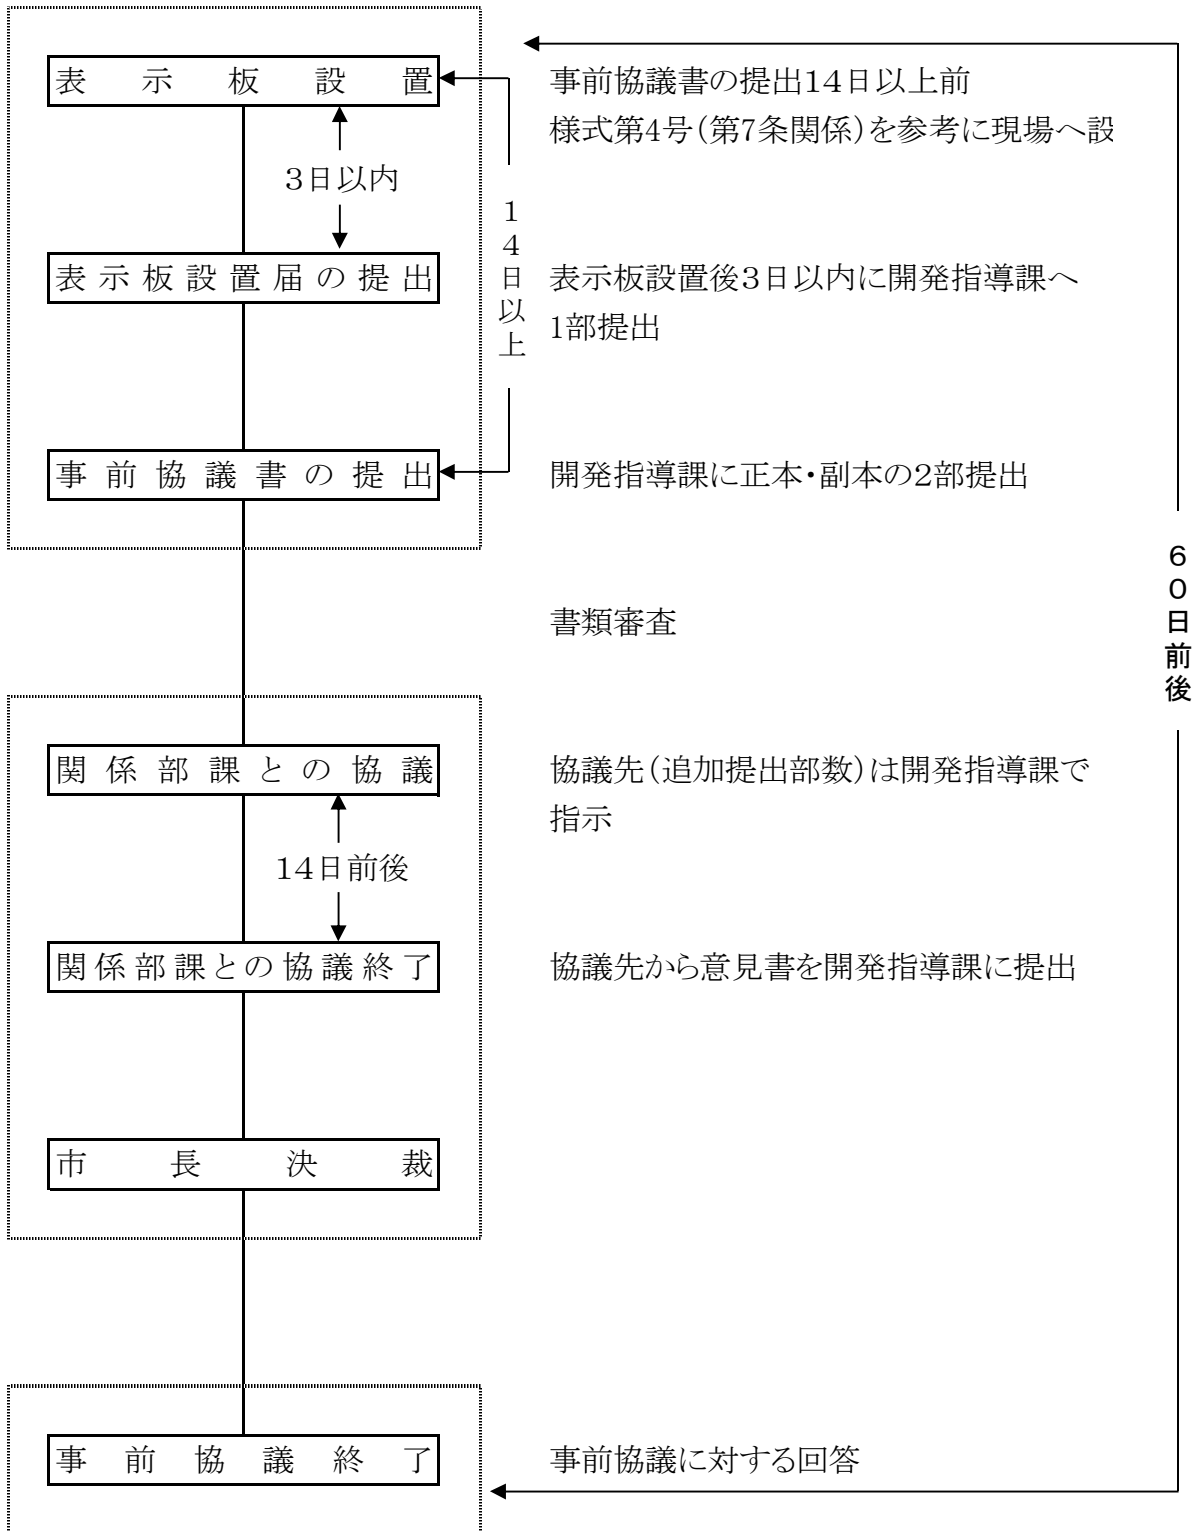 表示板設置
事前協議書の提出14日以上前
様式第4号(第7条関係)を参考に現場へ設
3日以内
14日以上
表示板設置届の提出
表示板設置後3日以内に開発指導課へ
1部提出
事前協議書の提出
開発指導課に正本・副本の2部提出
60日前後
書類審査
関係部課との協議
協議先(追加提出部数)は開発指導課で
指示
14日前後
関係部課との協議終了
協議先から意見書を開発指導課に提出
市長決裁
事前協議終了
事前協議に対する回答